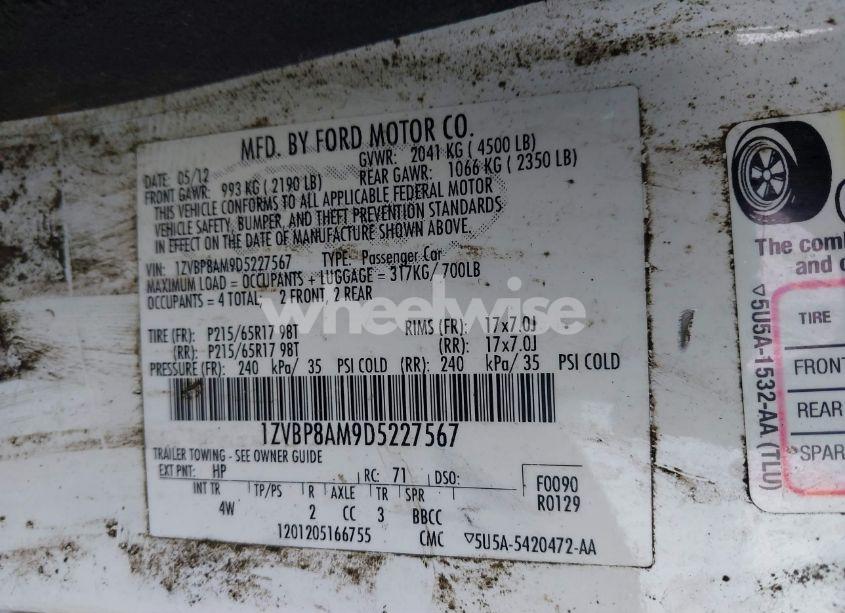 MFD. BY FORD MOTOR CO.
DATE: 05/12 GVWR: 2041 KG ( 4500 LB)
FRONT GAWR: 993 KG ( 2190 LB) REAR GAWR: 1066 KG ( 2350 LB)
THIS VEHICLE CONFORMS TO ALL APPLICABLE FEDERAL MOTOR
VEHICLE SAFETY, BUMPER, AND THEFT PREVENTION STANDARDS
IN EFFECT ON THE DATE OF MANUFACTURE SHOWN ABOVE.
VIN: 1ZVBP8AM9D5227567 TYPE: Passenger Car
MAXIMUM LOAD = OCCUPANTS + LUGGAGE = 317KG/ 700LB
OCCUPANTS = 4 TOTAL; 2 FRONT, 2 REAR
wheelwise
TIRE (FR): P215/65R17 98T RIMS (FR): 17x7.0J
(RR): P215/65R17 98T (RR): 17x7.0J
PRESSURE (FR): 240 kPa/ 35 PSI COLD (RR): 240 kPa/ 35 PSI COLD
1ZVBP8AM9D5227567
TRAILER TOWING - SEE OWNER GUIDE
EXT PNT: HP RC: 71 DSO: F0090
R0129
INT TR TP/PS R AXLE TR SPR
4W 2 CC 3 BBCC
1201205166755 CMC ▽5U5A-5420472-AA
The comb
and c
▽5U5A-1532-AA (TLU)
TIRE
FRONT
REAR
SPAR